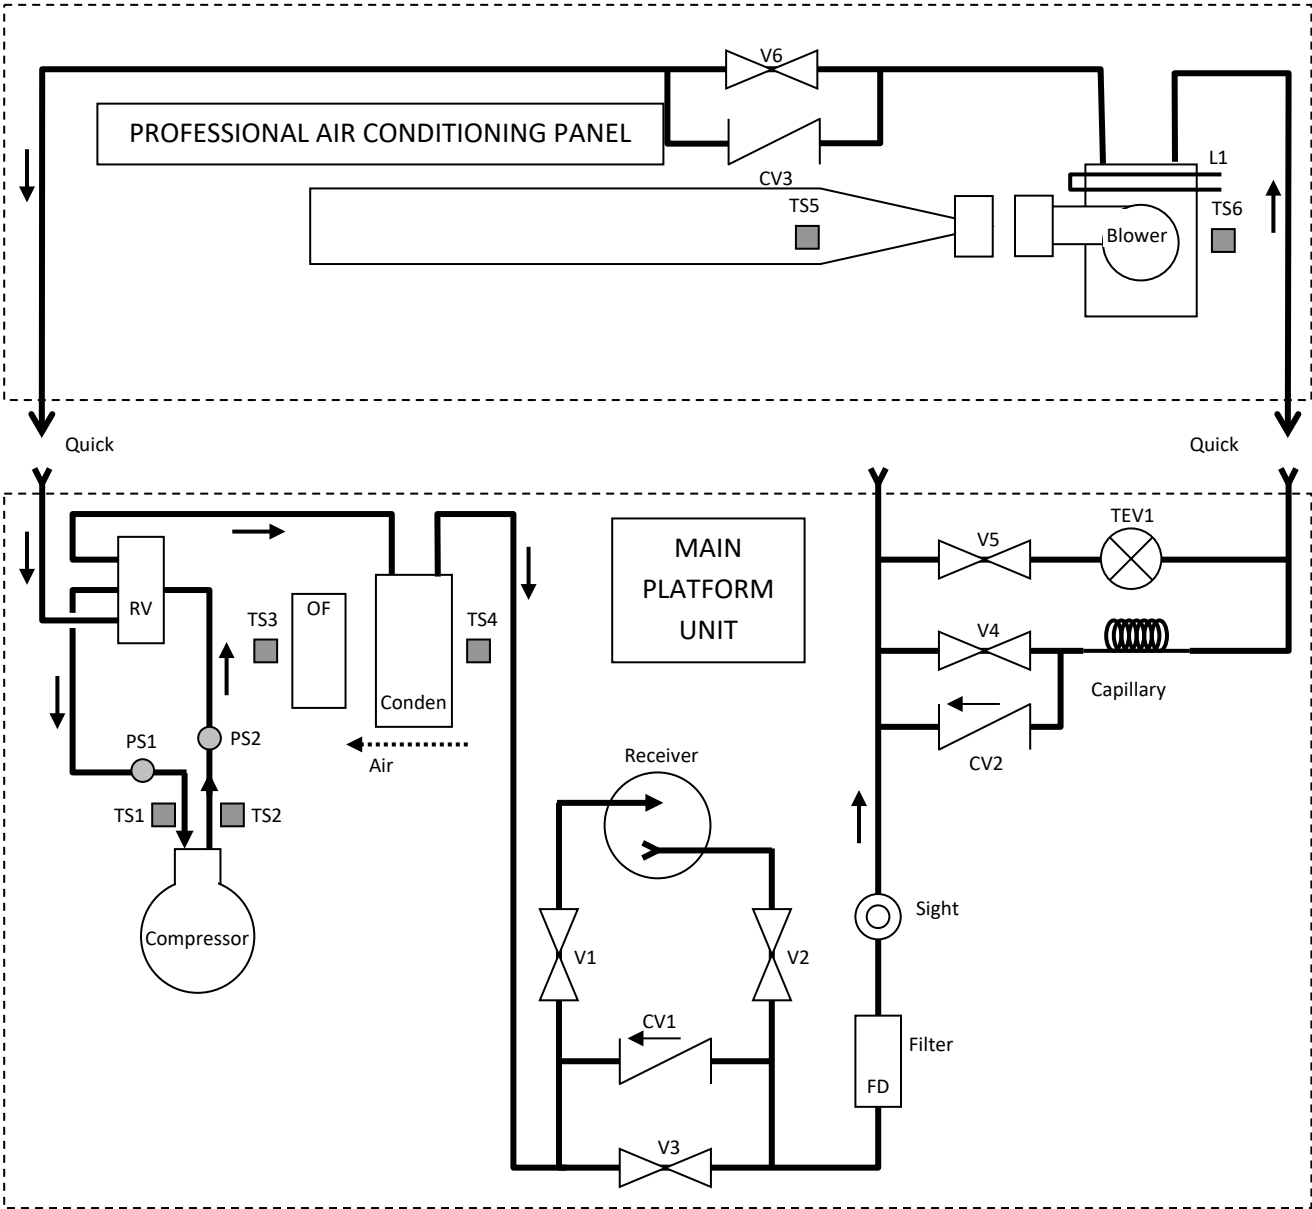 V6
PROFESSIONAL AIR CONDITIONING PANEL
L1
CV3
TS5
TS6
Blower
Quick
Quick
TEV1
V5
MAIN
PLATFORM
UNIT
RV
OF
TS3
TS4
V4
Capillary
Conden
PS1
PS2
Air
Receiver
CV2
TS1
TS2
Sight
Compressor
V1
V2
CV1
Filter
FD
V3